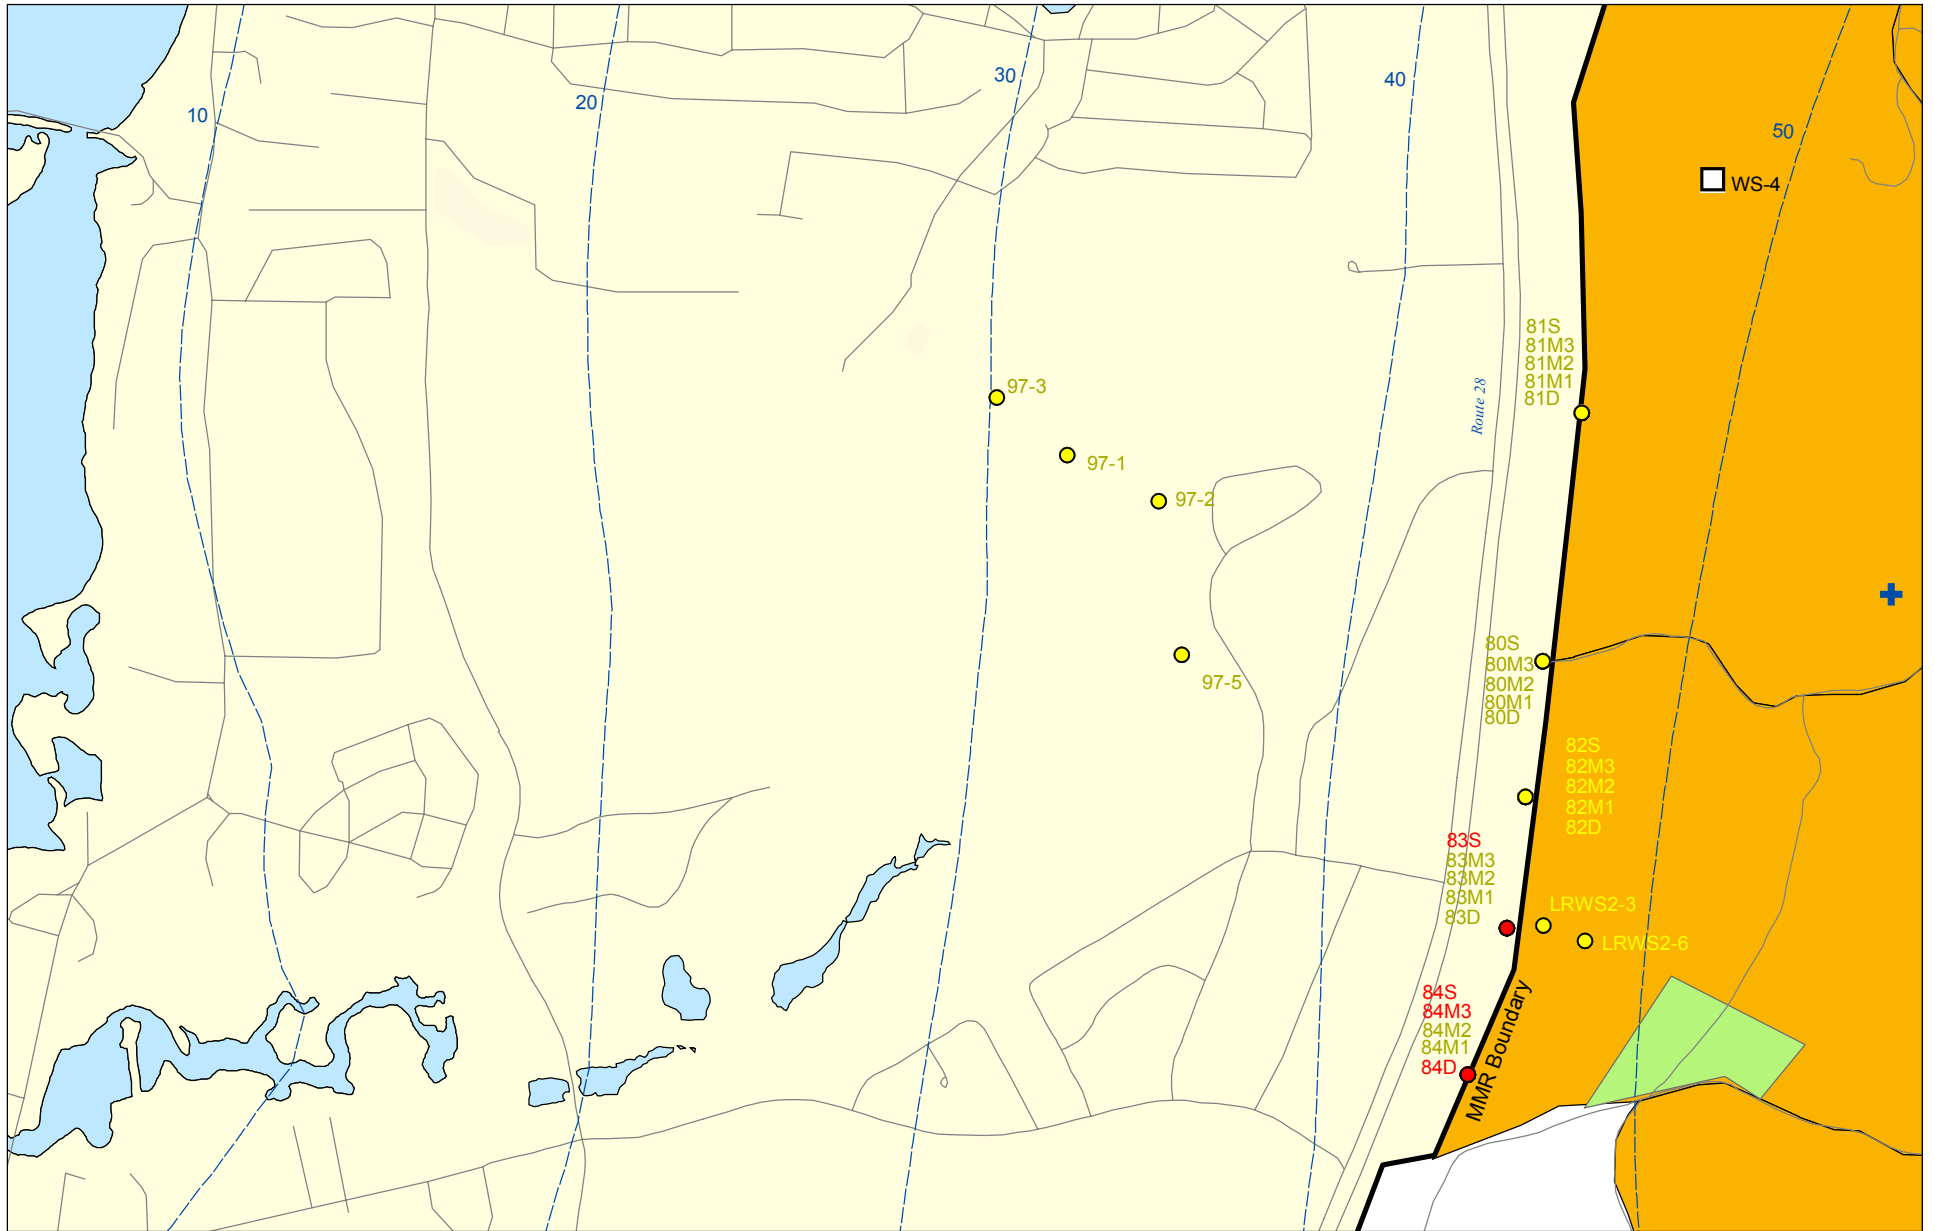 10
20
30
40
50
WS-4
81S
81M3
81M2
81M1
81D
Route 28
97-3
97-1
97-2
97-5
80S
80M3
80M2
80M1
80D
82S
82M3
82M2
82M1
82D
83S
83M3
83M2
83M1
83D
LRWS2-3
LRWS2-6
84S
84M3
84M2
84M1
84D
MMR Boundary